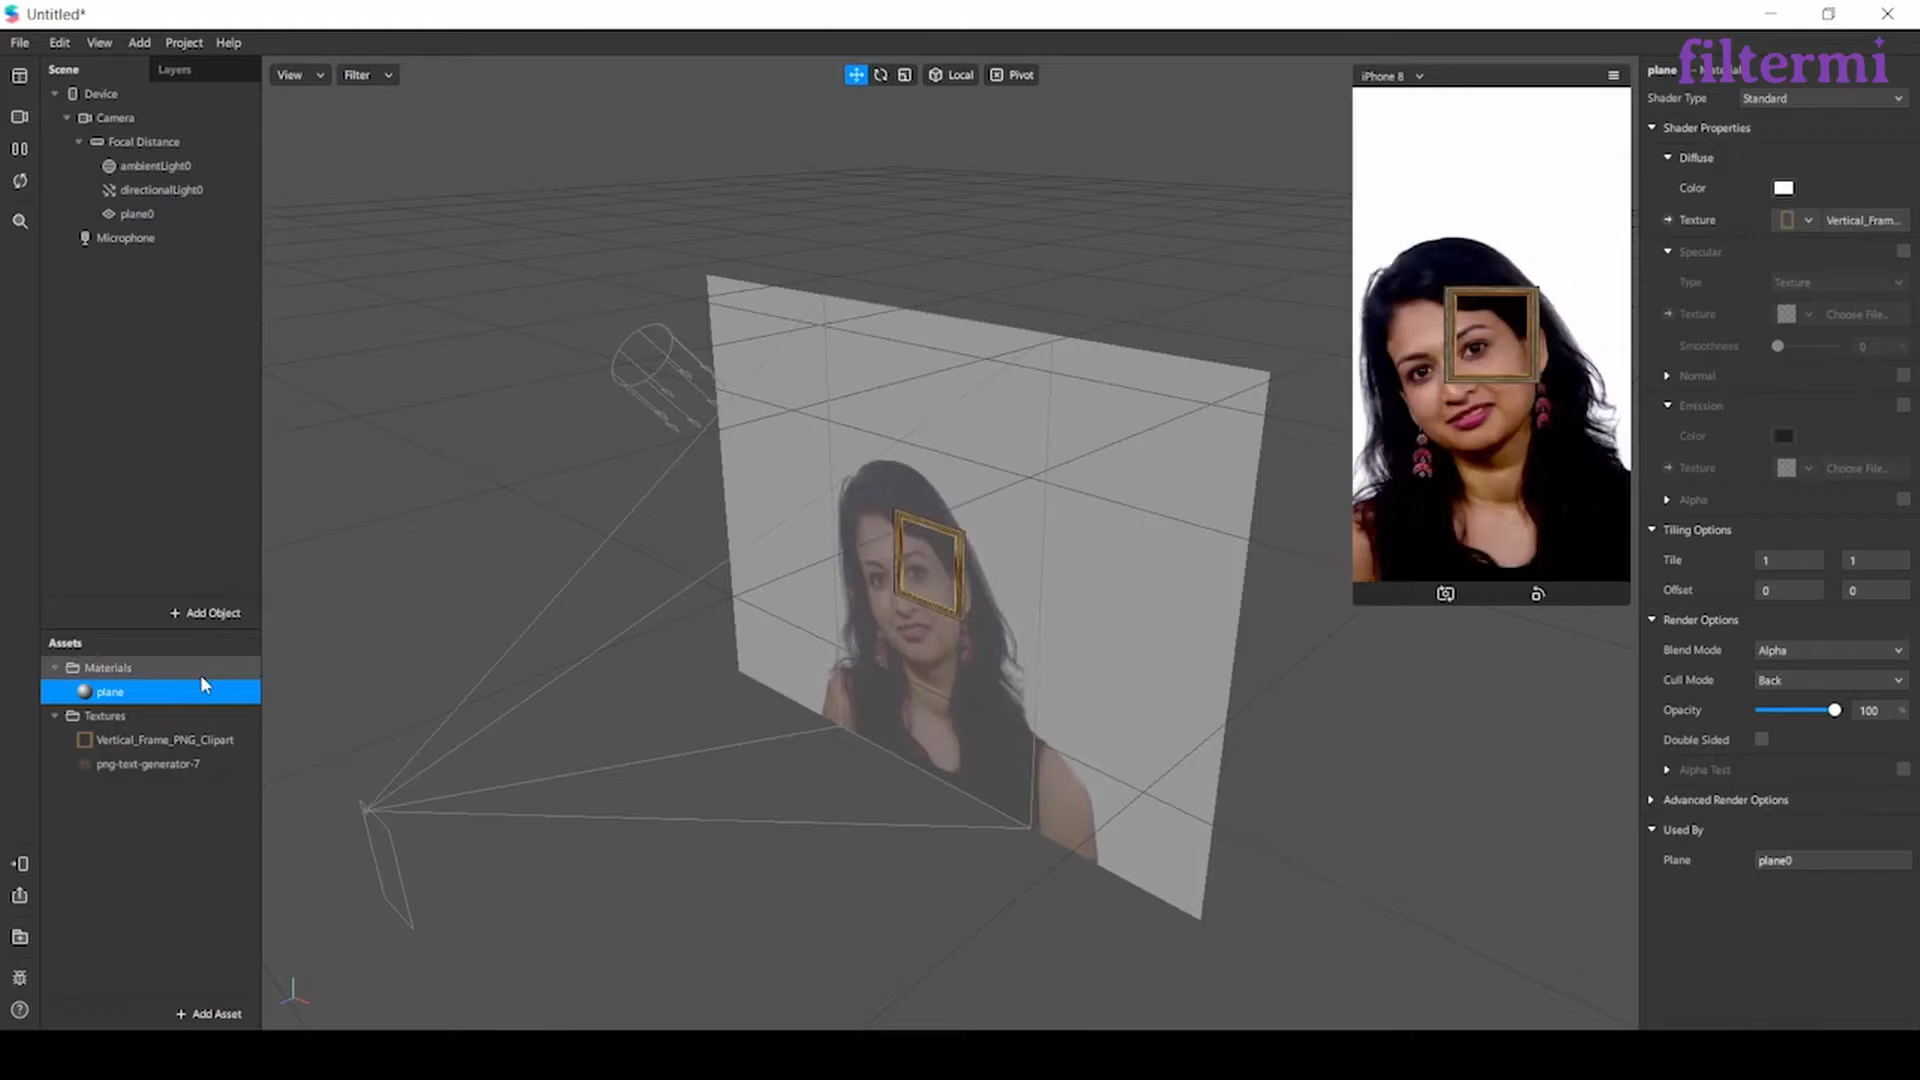 Untitled*
File Edit View Add Project Help
filtermi
Scene Layers
Device
Camera
Focal Distance
ambientLight0
directionalLight0
plane0
Microphone
+ Add Object
Assets
Materials
plane
Textures
Vertical_Frame_PNG_Clipart
png-text-generator-7
+ Add Asset
View Filter
Local Pivot
iPhone 8
plane
Shader Type Standard
Shader Properties
Diffuse
Color
Texture Vertical_Fram...
Specular
Type Texture
Texture Choose File...
Smoothness 0
Normal
Emission
Color
Texture Choose File...
Alpha
Tiling Options
Tile 1 1
Offset 0 0
Render Options
Blend Mode Alpha
Cull Mode Back
Opacity 100 %
Double Sided
Alpha Test
Advanced Render Options
Used By
Plane plane0